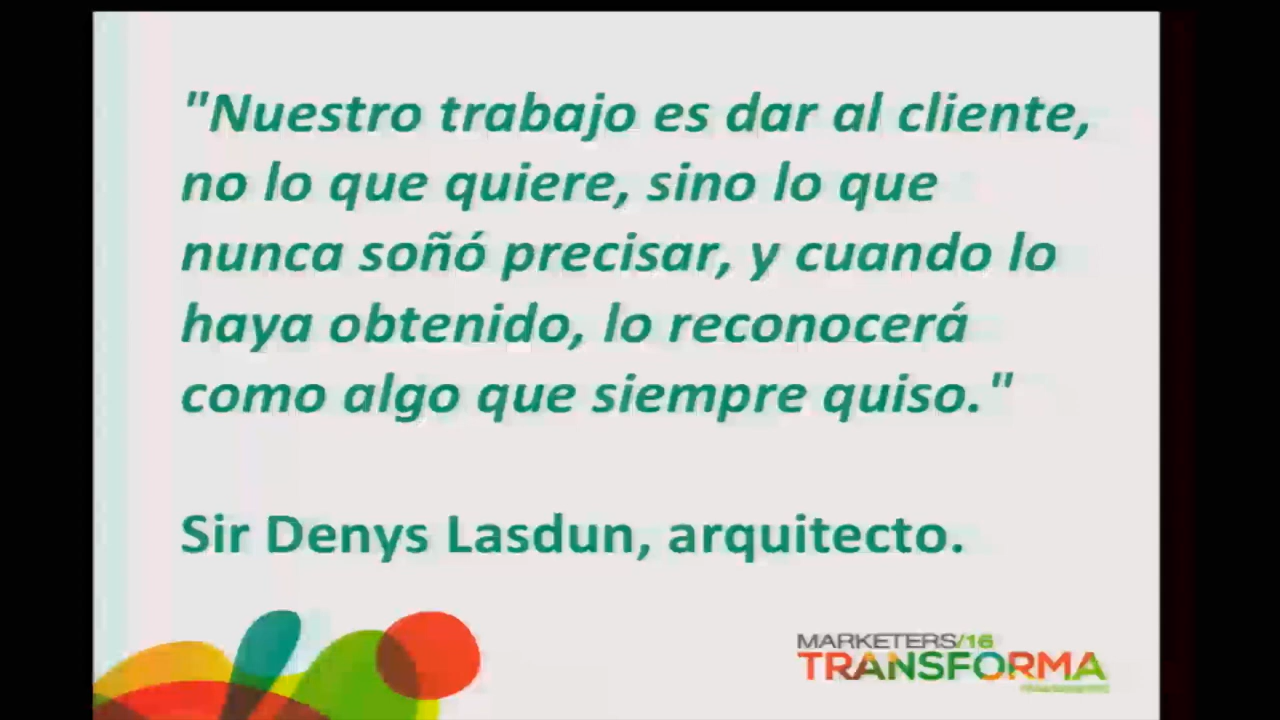 "Nuestro trabajo es dar al cliente,
no lo que quiere, sino lo que
nunca soñó precisar, y cuando lo
haya obtenido, lo reconocerá
como algo que siempre quiso."
Sir Denys Lasdun, arquitecto.
MARKETERS/16
TRANSFORMA